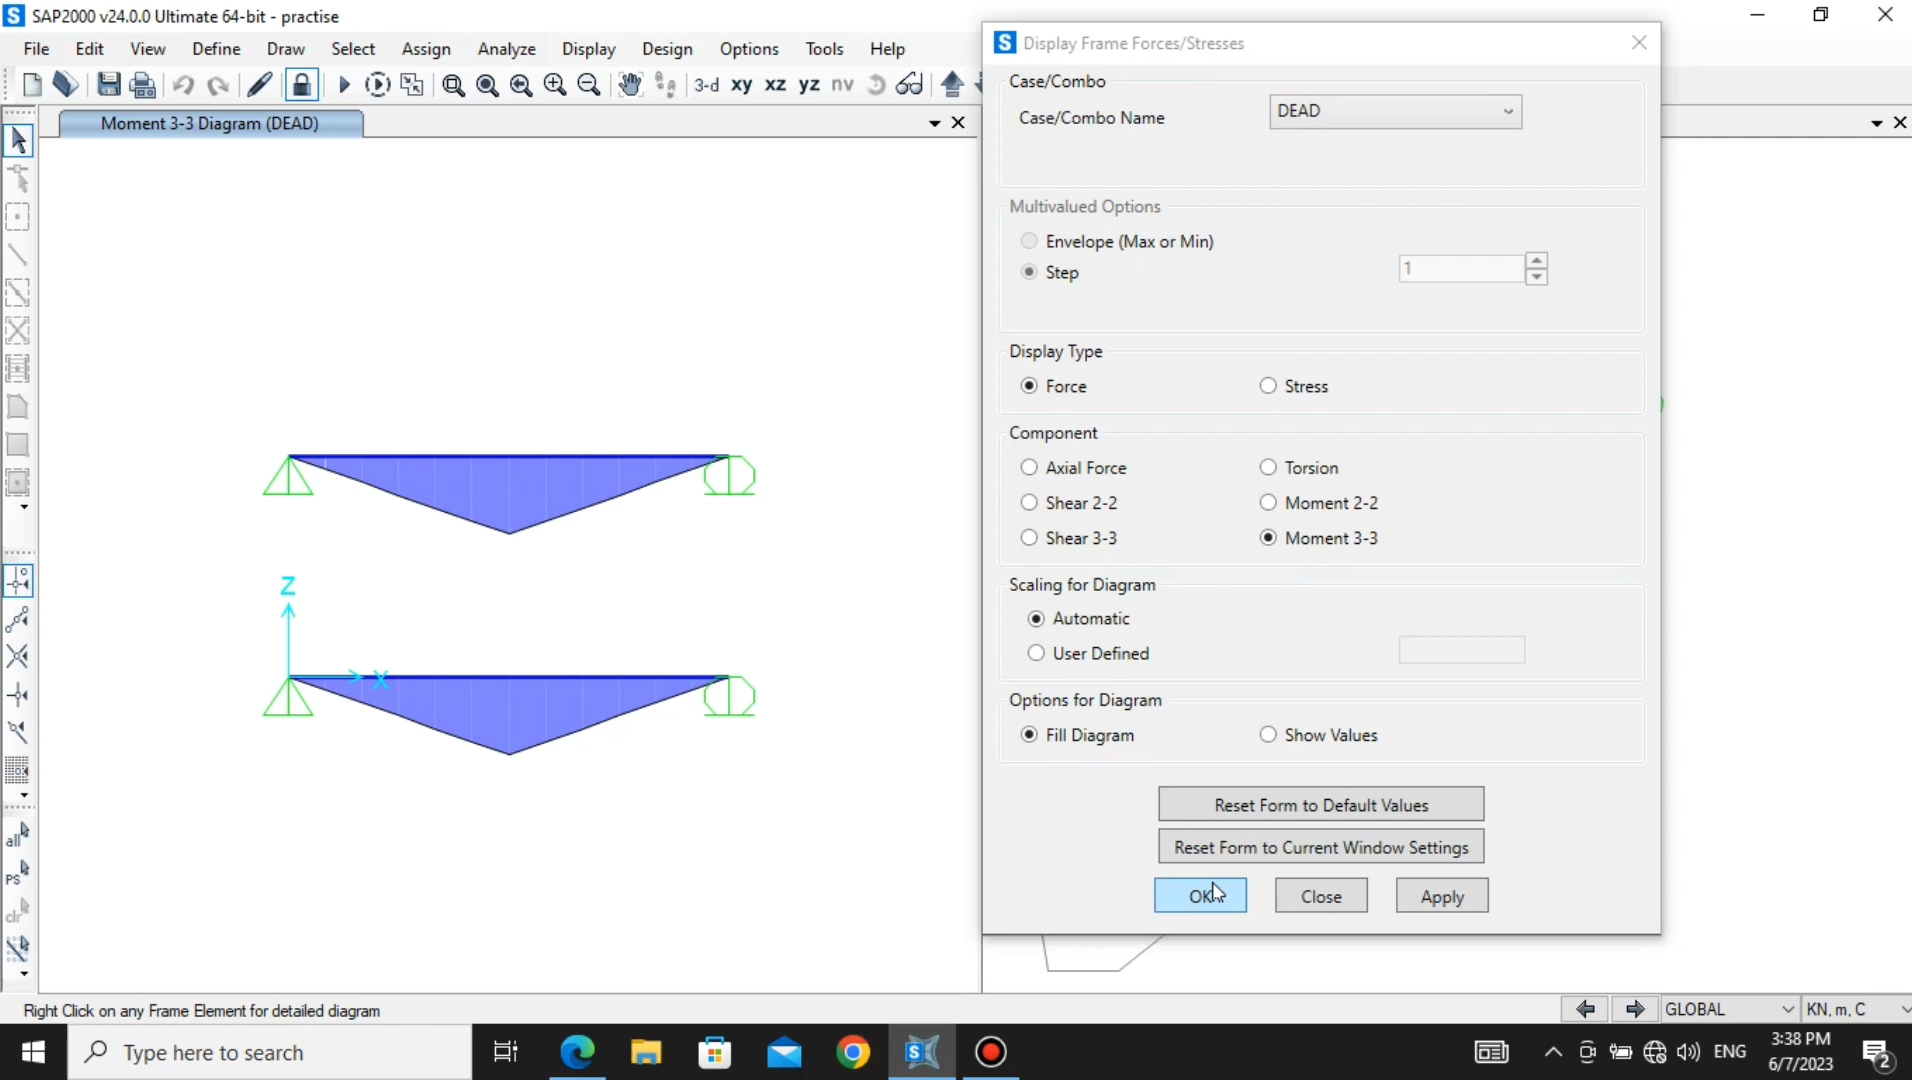 SAP2000 v24.0.0 Ultimate 64-bit - practise
File Edit View Define Draw Select Assign Analyze Display Design Options Tools Help
3-d xy xz yz nv
Moment 3-3 Diagram (DEAD)
Z
X
all
PS
clr
Display Frame Forces/Stresses
Case/Combo
Case/Combo Name DEAD
Multivalued Options
Envelope (Max or Min)
Step 1
Display Type
Force Stress
Component
Axial Force Torsion
Shear 2-2 Moment 2-2
Shear 3-3 Moment 3-3
Scaling for Diagram
Automatic
User Defined
Options for Diagram
Fill Diagram Show Values
Reset Form to Default Values
Reset Form to Current Window Settings
OK Close Apply
Right Click on any Frame Element for detailed diagram
GLOBAL KN, m, C
Type here to search
ENG
3:38 PM
6/7/2023
2